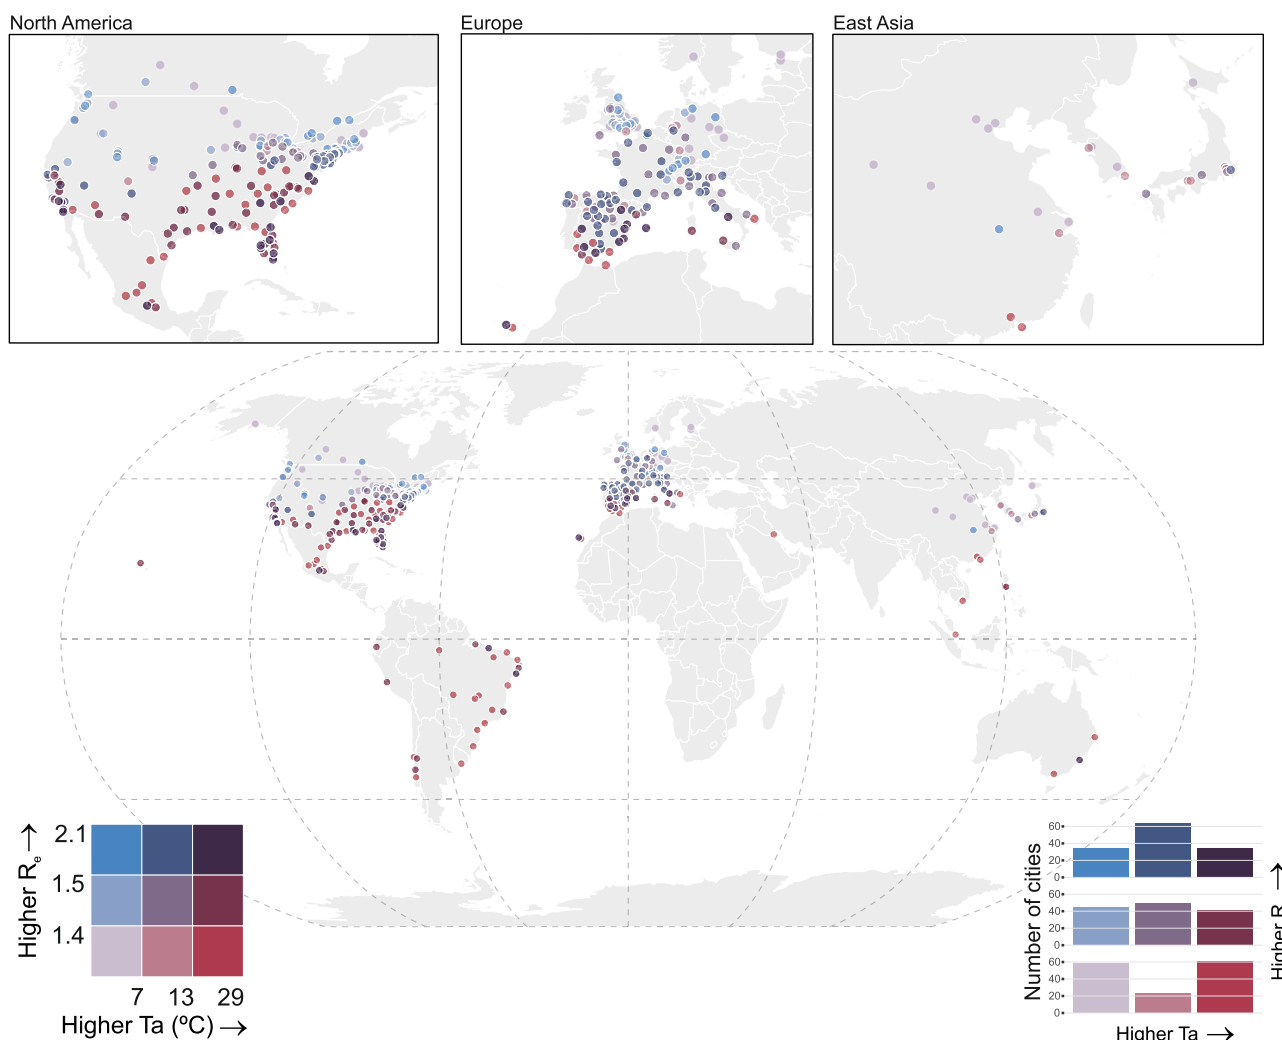 North America
Europe
East Asia
Higher Re →
2.1
1.5
1.4
7 13 29
Higher Ta (ºC) →
Number of cities
60
40
20
0
60
40
20
0
60
40
20
0
Higher R →
Higher Ta →